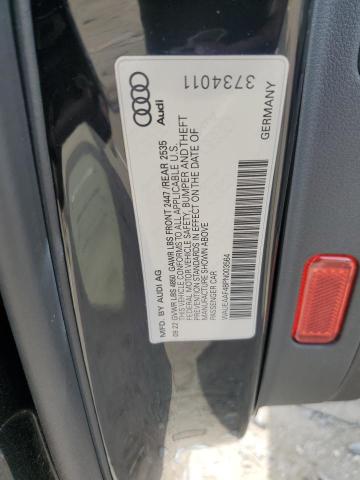 3734011
Audi
GERMANY
MFD. BY AUDI AG
09.22 GVWR LBS 4850 GAWR LBS FRONT 2447 / REAR 2535
THIS VEHICLE CONFORMS TO ALL APPLICABLE U.S.
FEDERAL MOTOR VEHICLE SAFETY, BUMPER AND THEFT
PREVENTION STANDARDS IN EFFECT ON THE DATE OF
MANUFACTURE SHOWN ABOVE
PASSENGER CAR